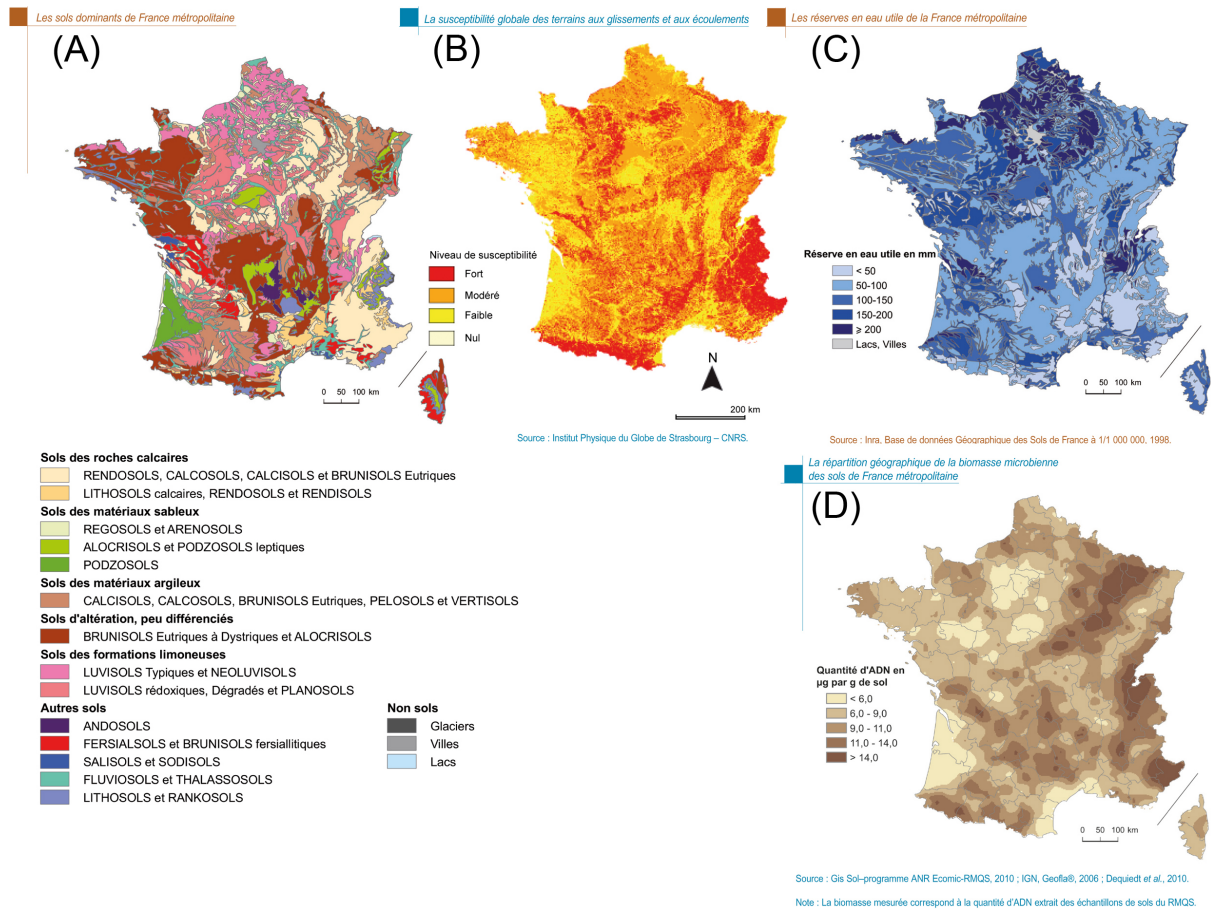 Les sols dominants de France métropolitaine
(A)
0 50 100 km
Sols des roches calcaires
RENDOSOLS, CALCOSOLS, CALCISOLS et BRUNISOLS Eutriques
LITHOSOLS calcaires, RENDOSOLS et RENDISOLS
Sols des matériaux sableux
REGOSOLS et ARENOSOLS
ALOCRISOLS et PODZOSOLS leptiques
PODZOSOLS
Sols des matériaux argileux
CALCISOLS, CALCOSOLS, BRUNISOLS Eutriques, PELOSOLS et VERTISOLS
Sols d'altération, peu différenciés
BRUNISOLS Eutriques à Dystriques et ALOCRISOLS
Sols des formations limoneuses
LUVISOLS Typiques et NEOLUVISOLS
LUVISOLS rédoxiques, Dégradés et PLANOSOLS
Autres sols
ANDOSOLS
FERSIALSOLS et BRUNISOLS fersiallitiques
SALISOLS et SODISOLS
FLUVIOSOLS et THALASSOSOLS
LITHOSOLS et RANKOSOLS
Non sols
Glaciers
Villes
Lacs
La susceptibilité globale des terrains aux glissements et aux écoulements
(B)
Niveau de susceptibilité
Fort
Modéré
Faible
Nul
N
200 km
Source : Institut Physique du Globe de Strasbourg – CNRS.
Les réserves en eau utile de la France métropolitaine
(C)
Réserve en eau utile en mm
< 50
50-100
100-150
150-200
⩾ 200
Lacs, Villes
0 50 100 km
Source : Inra, Base de données Géographique des Sols de France à 1/1 000 000, 1998.
La répartition géographique de la biomasse microbienne
des sols de France métropolitaine
(D)
Quantité d'ADN en
µg par g de sol
< 6,0
6,0 - 9,0
9,0 - 11,0
11,0 - 14,0
> 14,0
0 50 100 km
Source : Gis Sol–programme ANR Ecomic-RMQS, 2010 ; IGN, Geofla®, 2006 ; Dequiedt et al., 2010.
Note : La biomasse mesurée correspond à la quantité d'ADN extrait des échantillons de sols du RMQS.